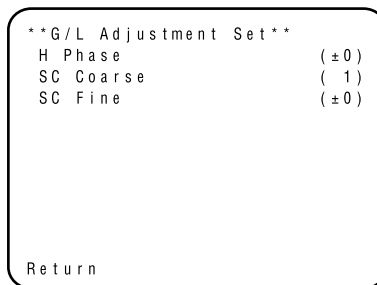 **G/L Adjustment Set**
H Phase (±0)
SC Coarse ( 1)
SC Fine (±0)
Return